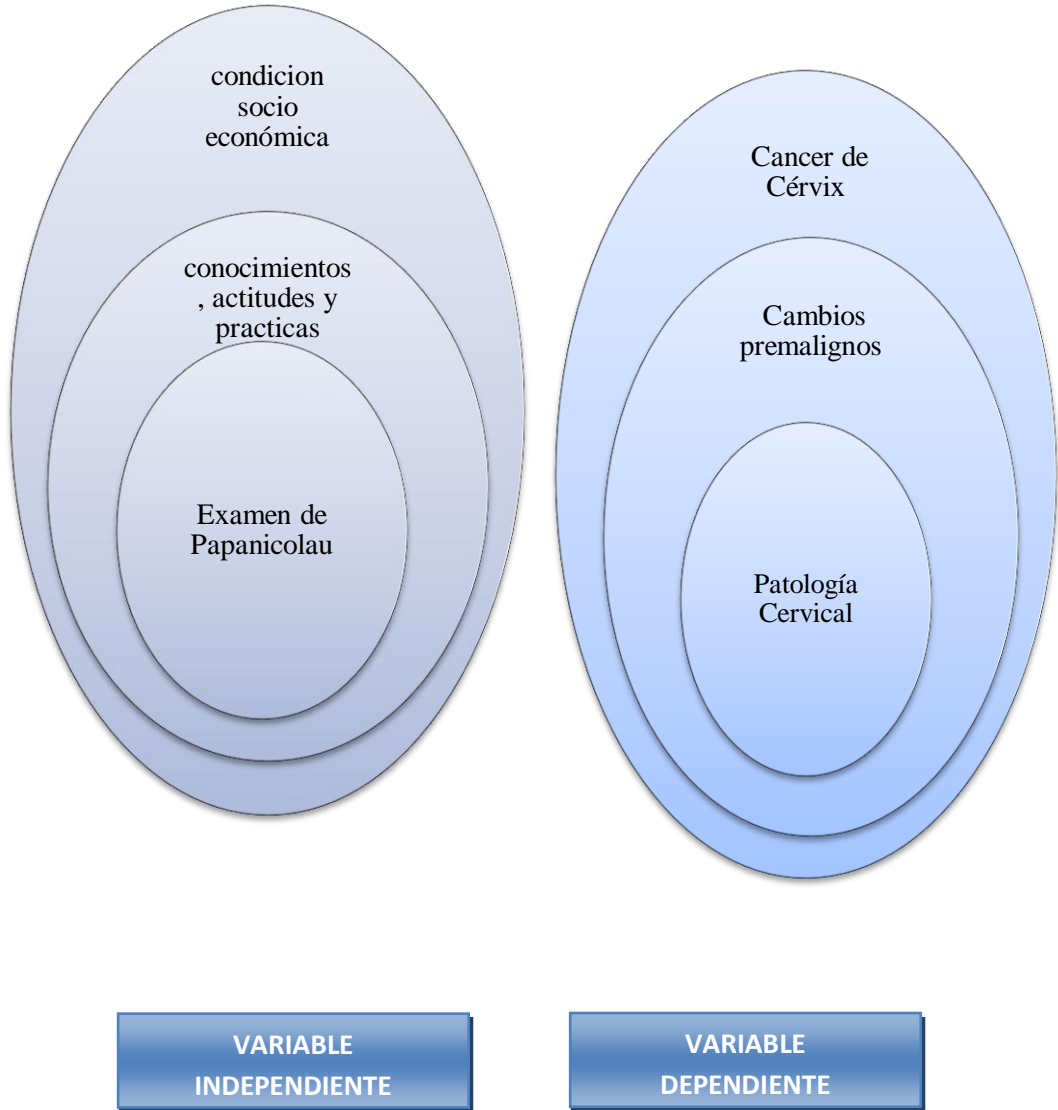 condicion
socio
económica
conocimientos
, actitudes y
practicas
Examen de
Papanicolau
Cancer de
Cérvix
Cambios
premalignos
Patología
Cervical
VARIABLE
INDEPENDIENTE
VARIABLE
DEPENDIENTE